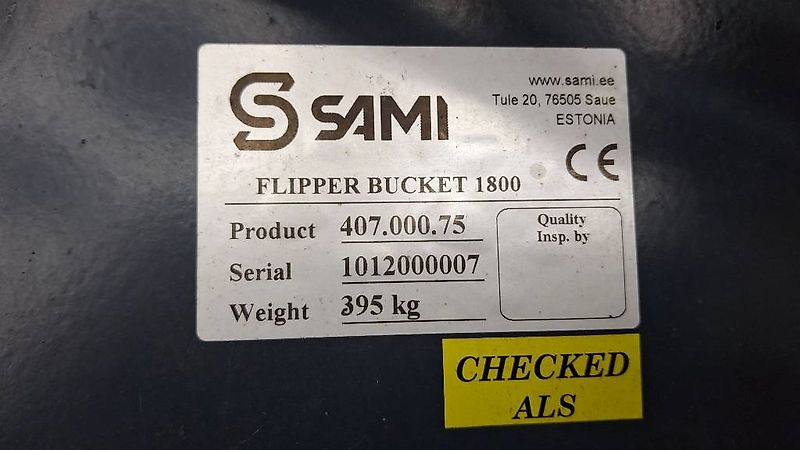 S SAMI
www.sami.ee
Tule 20, 76505 Saue
ESTONIA
CE
FLIPPER BUCKET 1800
Product 407.000.75
Serial 1012000007
Weight 395 kg
Quality
Insp. by
CHECKED
ALS